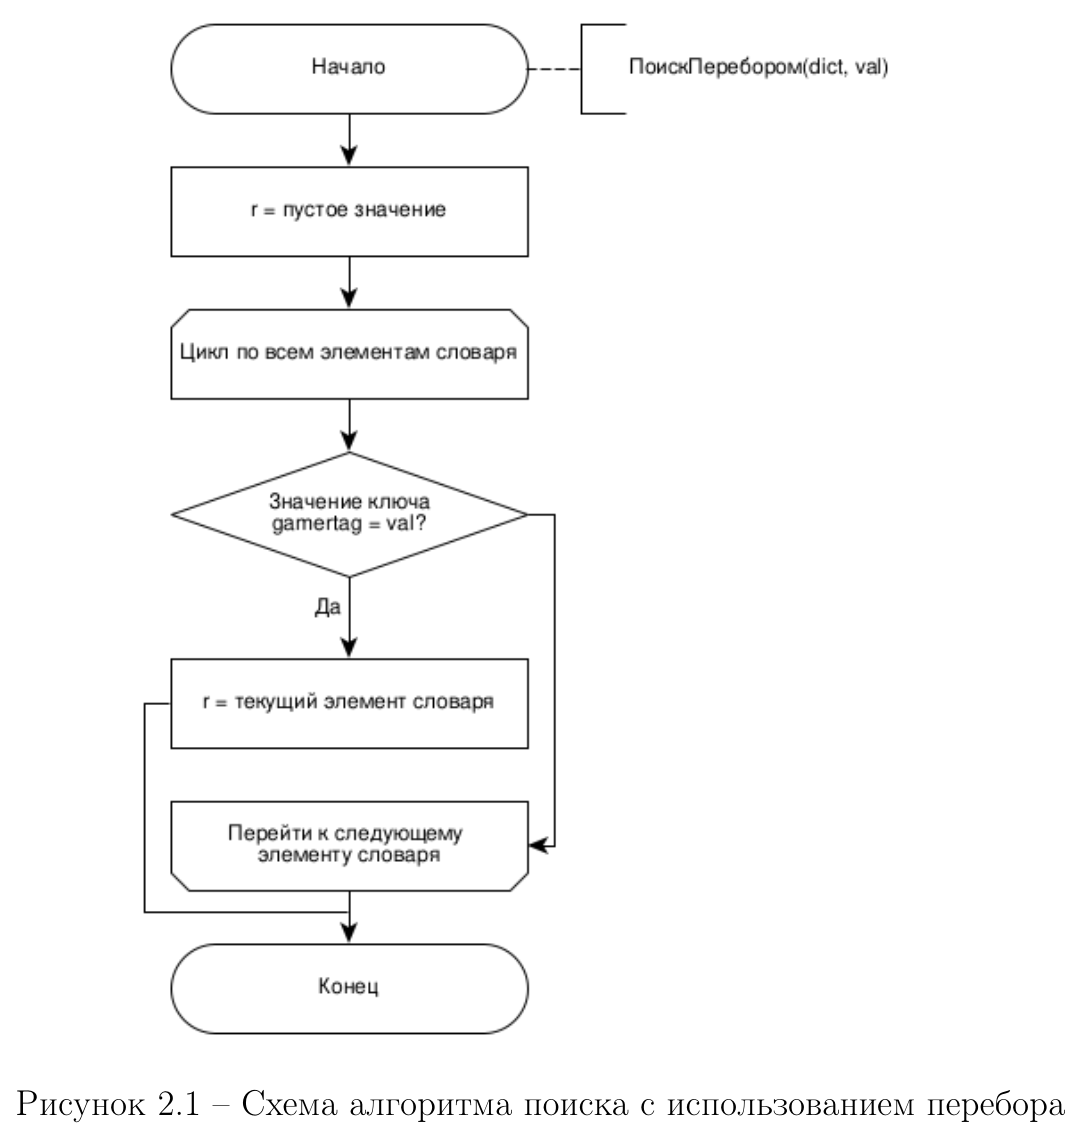 Начало
ПоискПеребором(dict, val)
r = пустое значение
Цикл по всем элементам словаря
Значение ключа
gamertag = val?
Да
r = текущий элемент словаря
Перейти к следующему
элементу словаря
Конец
Рисунок 2.1 – Схема алгоритма поиска с использованием перебора